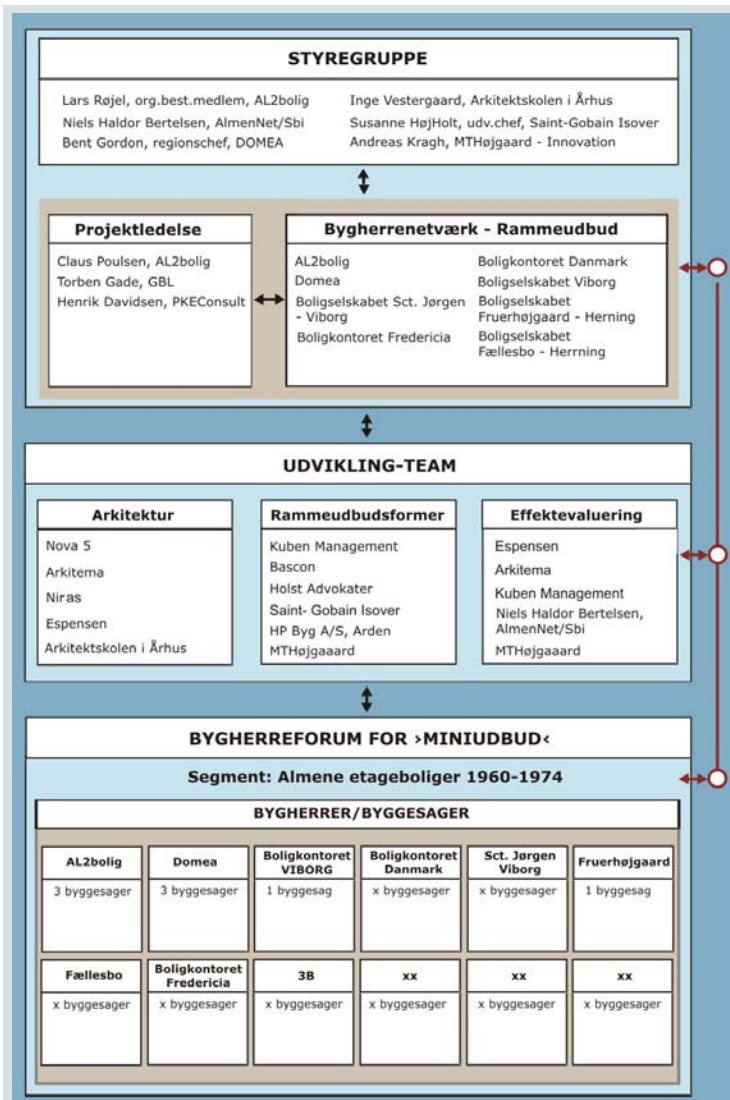 STYREGRUPPE
Lars Røjel, org.best.medlem, AL2bolig
Niels Haldor Bertelsen, AlmenNet/Sbi
Bent Gordon, regionschef, DOMEA
Inge Vestergaard, Arkitektskolen i Århus
Susanne HøjHolt, udv.chef, Saint-Gobain Isover
Andreas Kragh, MTHøjgaard - Innovation
Projektledelse
Claus Poulsen, AL2bolig
Torben Gade, GBL
Henrik Davidsen, PKEConsult
Bygherrenetværk - Rammeudbud
AL2bolig
Domea
Boligselskabet Sct. Jørgen
- Viborg
Boligkontoret Fredericia
Boligkontoret Danmark
Boligselskabet Viborg
Boligselskabet
Fruerhøjgaard - Herning
Boligselskabet
Fællesbo - Herrning
UDVIKLING-TEAM
Arkitektur
Nova 5
Arkitema
Niras
Espensen
Arkitektskolen i Århus
Rammeudbudsformer
Kuben Management
Bascon
Holst Advokater
Saint- Gobain Isover
HP Byg A/S, Arden
MTHøjgaaard
Effektevaluering
Espensen
Arkitema
Kuben Management
Niels Haldor Bertelsen,
AlmenNet/Sbi
MTHøjgaaard
BYGHERREFORUM FOR ›MINIUDBUD‹
Segment: Almene etageboliger 1960-1974
BYGHERRER/BYGGESAGER
AL2bolig
3 byggesager
Domea
3 byggesager
Boligkontoret
VIBORG
1 byggesag
Boligkontoret
Danmark
x byggesager
Sct. Jørgen
Viborg
x byggesager
Fruerhøjgaard
1 byggesag
Fællesbo
x byggesager
Boligkontoret
Fredericia
x byggesager
3B
x byggesager
xx
x byggesager
xx
x byggesager
xx
x byggesager